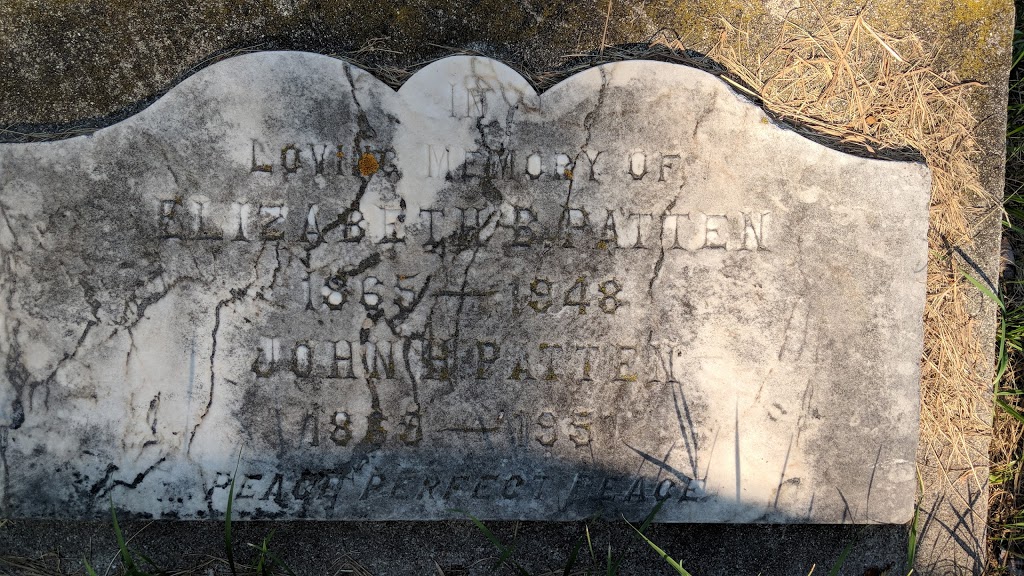 IN
LOVING MEMORY OF
ELIZABETH B. PATTEN
1865 — 1948
JOHN H. PATTEN
1863 — 1951
PEACE PERFECT PEACE